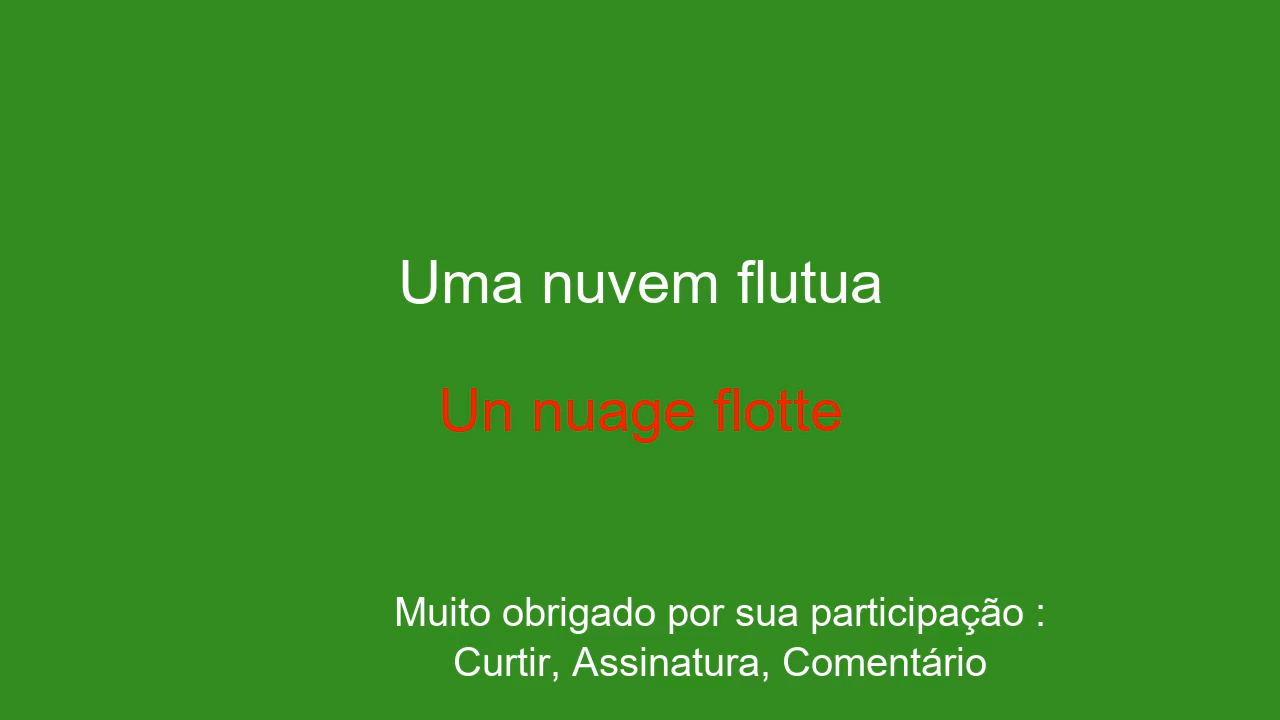 Uma nuvem flutua
Un nuage flotte
Muito obrigado por sua participação :
Curtir, Assinatura, Comentário